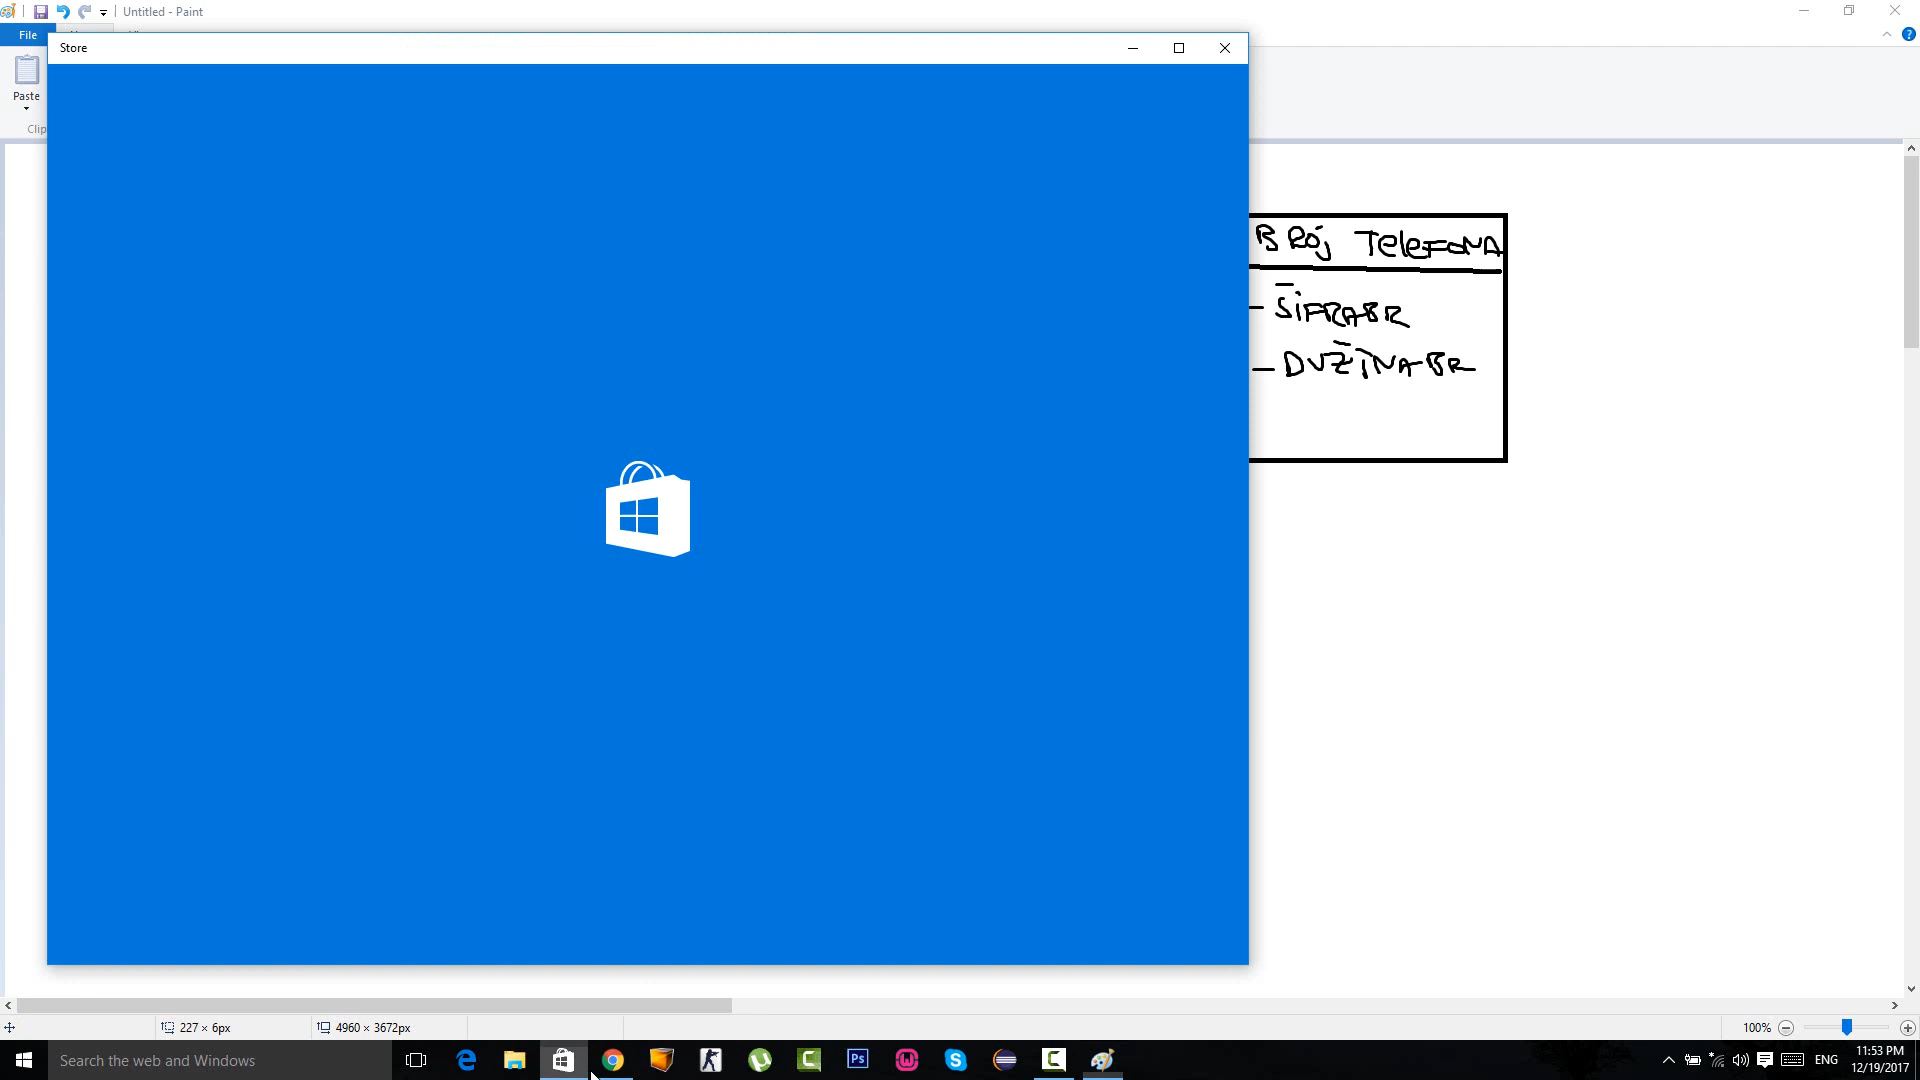 Untitled - Paint
File
Store
Paste
Clip
BROJ TELEFONA
- ŠIFRABR
- DUŽINABR
227 × 6px
4960 × 3672px
100%
Search the web and Windows
Ps
ENG
11:53 PM
12/19/2017